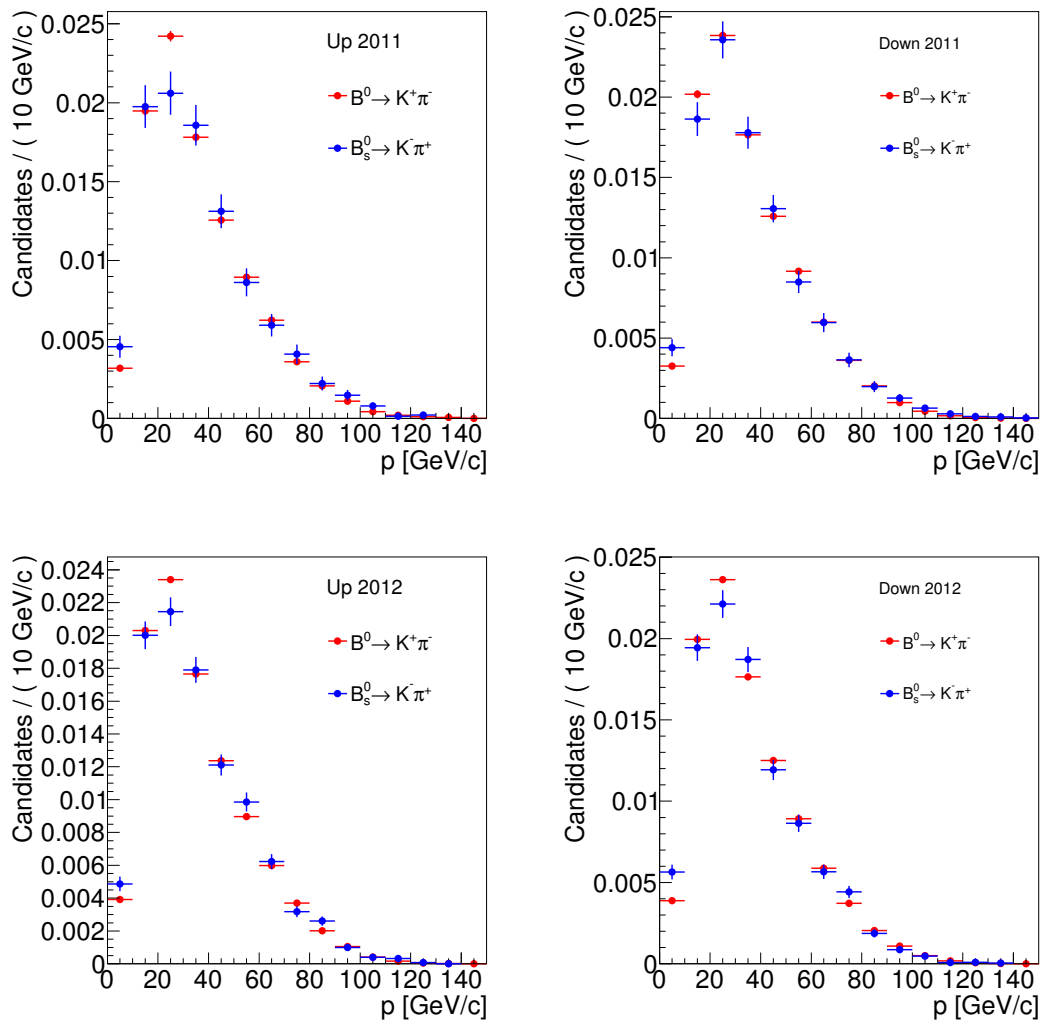 Candidates / ( 10 GeV/c )
0.025
0.02
0.015
0.01
0.005
0
Up 2011
B⁰→ K⁺π⁻
B⁰ₛ→ K⁻π⁺
0 20 40 60 80 100 120 140
p [GeV/c]
Candidates / ( 10 GeV/c )
0.025
0.02
0.015
0.01
0.005
0
Down 2011
B⁰→ K⁺π⁻
B⁰ₛ→ K⁻π⁺
0 20 40 60 80 100 120 140
p [GeV/c]
Candidates / ( 10 GeV/c )
0.024
0.022
0.02
0.018
0.016
0.014
0.012
0.01
0.008
0.006
0.004
0.002
0
Up 2012
B⁰→ K⁺π⁻
B⁰ₛ→ K⁻π⁺
0 20 40 60 80 100 120 140
p [GeV/c]
Candidates / ( 10 GeV/c )
0.025
0.02
0.015
0.01
0.005
0
Down 2012
B⁰→ K⁺π⁻
B⁰ₛ→ K⁻π⁺
0 20 40 60 80 100 120 140
p [GeV/c]